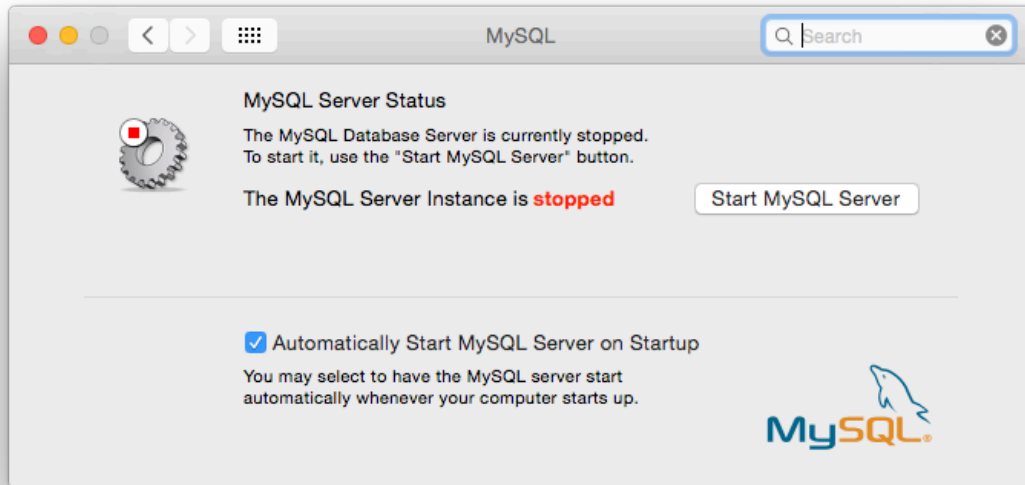 MySQL
Search
MySQL Server Status
The MySQL Database Server is currently stopped.
To start it, use the "Start MySQL Server" button.
The MySQL Server Instance is stopped
Start MySQL Server
Automatically Start MySQL Server on Startup
You may select to have the MySQL server start
automatically whenever your computer starts up.
MySQL®